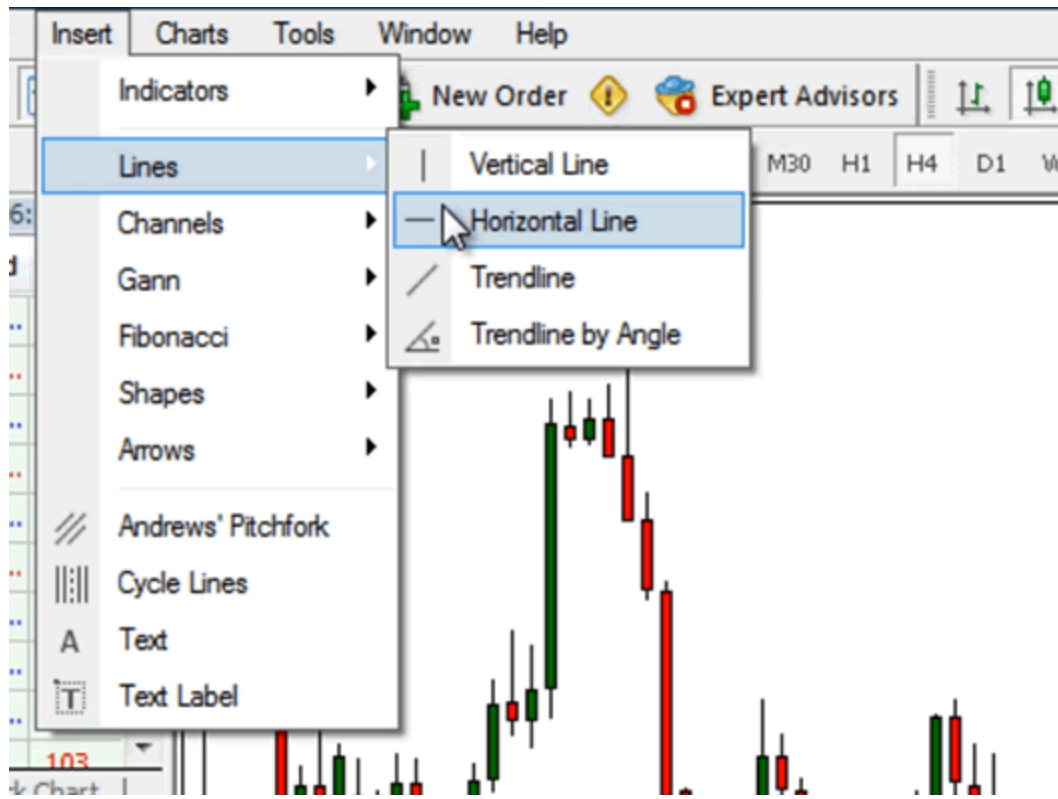 Insert Charts Tools Window Help
Indicators
New Order Expert Advisors
Lines
Vertical Line
M30 H1 H4 D1
Channels
Horizontal Line
Gann
Trendline
Fibonacci
Trendline by Angle
Shapes
Arrows
Andrews' Pitchfork
Cycle Lines
A Text
T Text Label
103
Chart